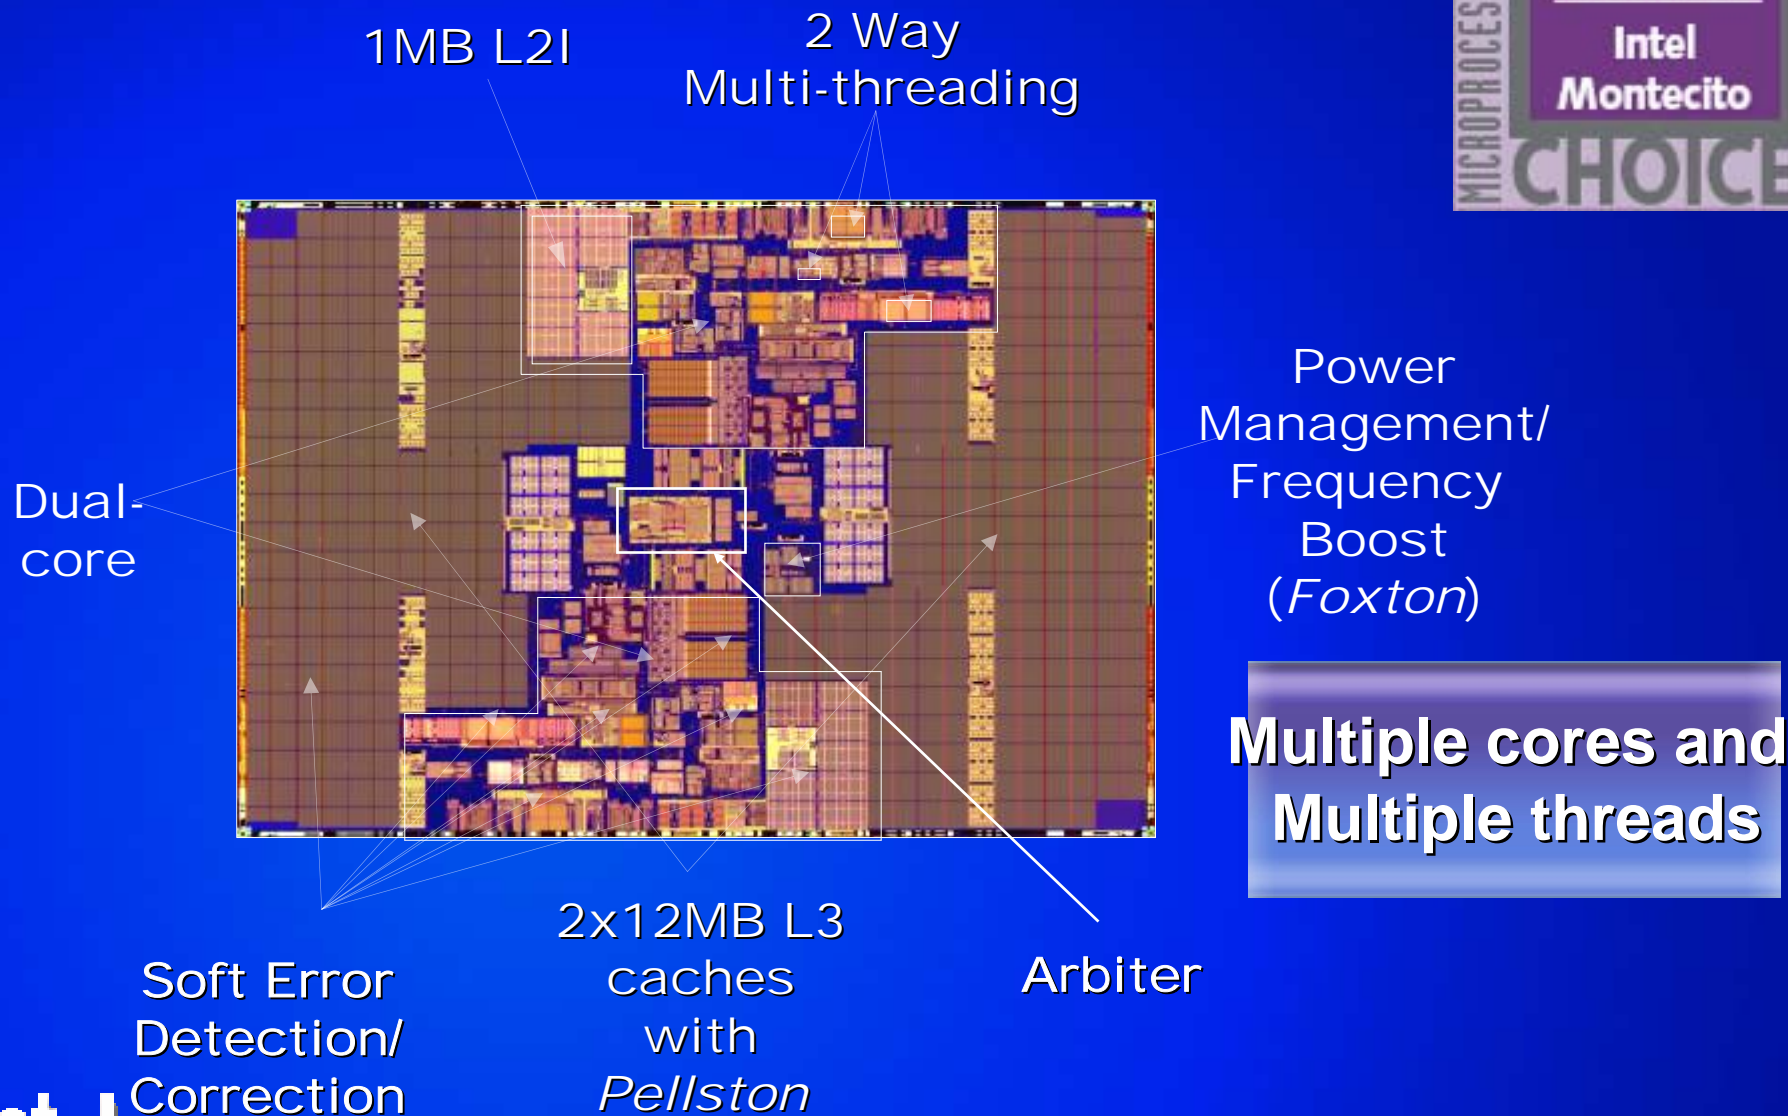 1MB L2I
2 Way
Multi-threading
Intel
Montecito
CHOICE
Dual-
core
Power
Management/
Frequency
Boost
(Foxton)
Multiple cores and
Multiple threads
Soft Error
Detection/
Correction
2x12MB L3
caches
with
Pellston
Arbiter